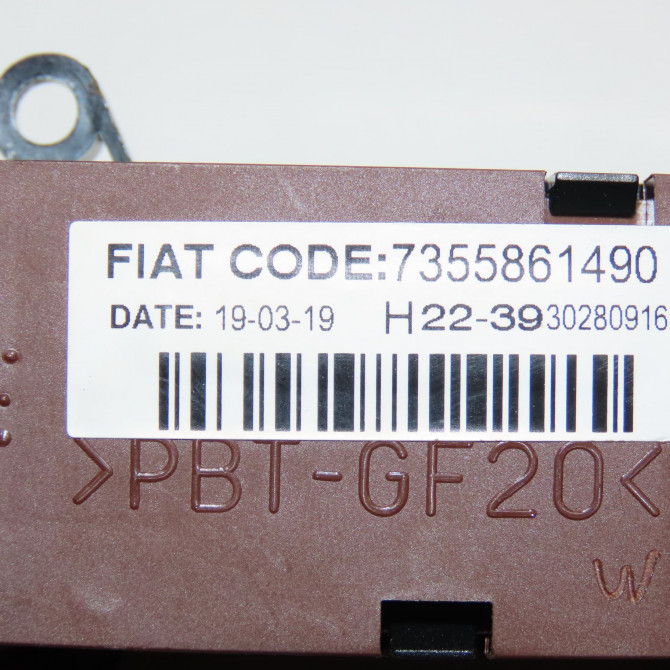 FIAT CODE:7355861490
DATE: 19-03-19 H22-3930280916
>PBT-GF20<
W